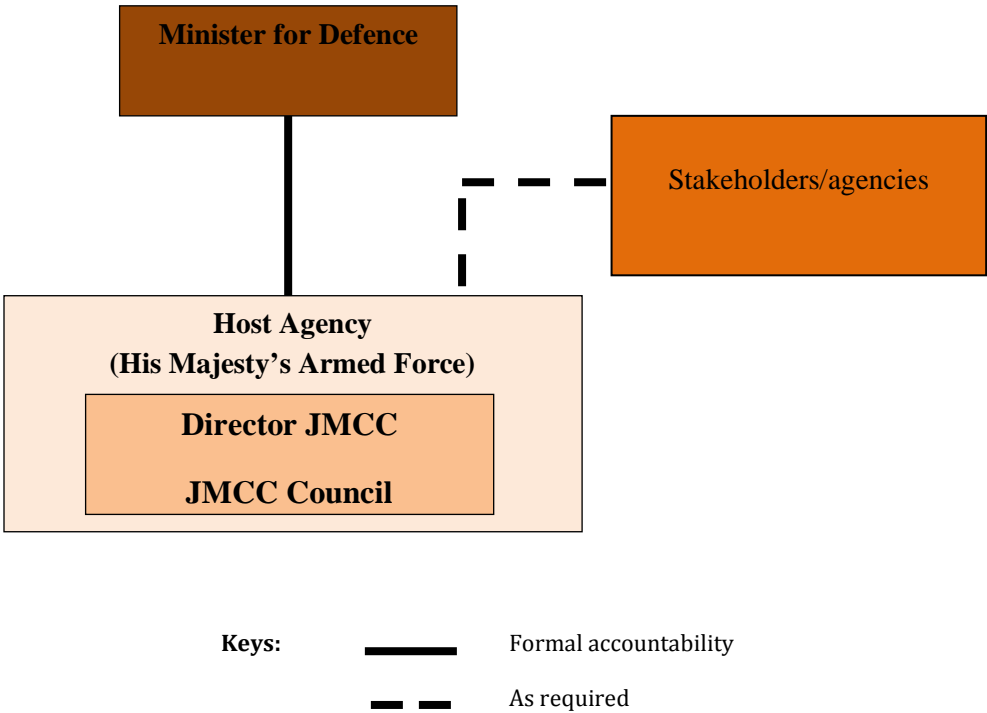 Minister for Defence
Stakeholders/agencies
Host Agency
(His Majesty’s Armed Force)
Director JMCC
JMCC Council
Keys:
Formal accountability
As required